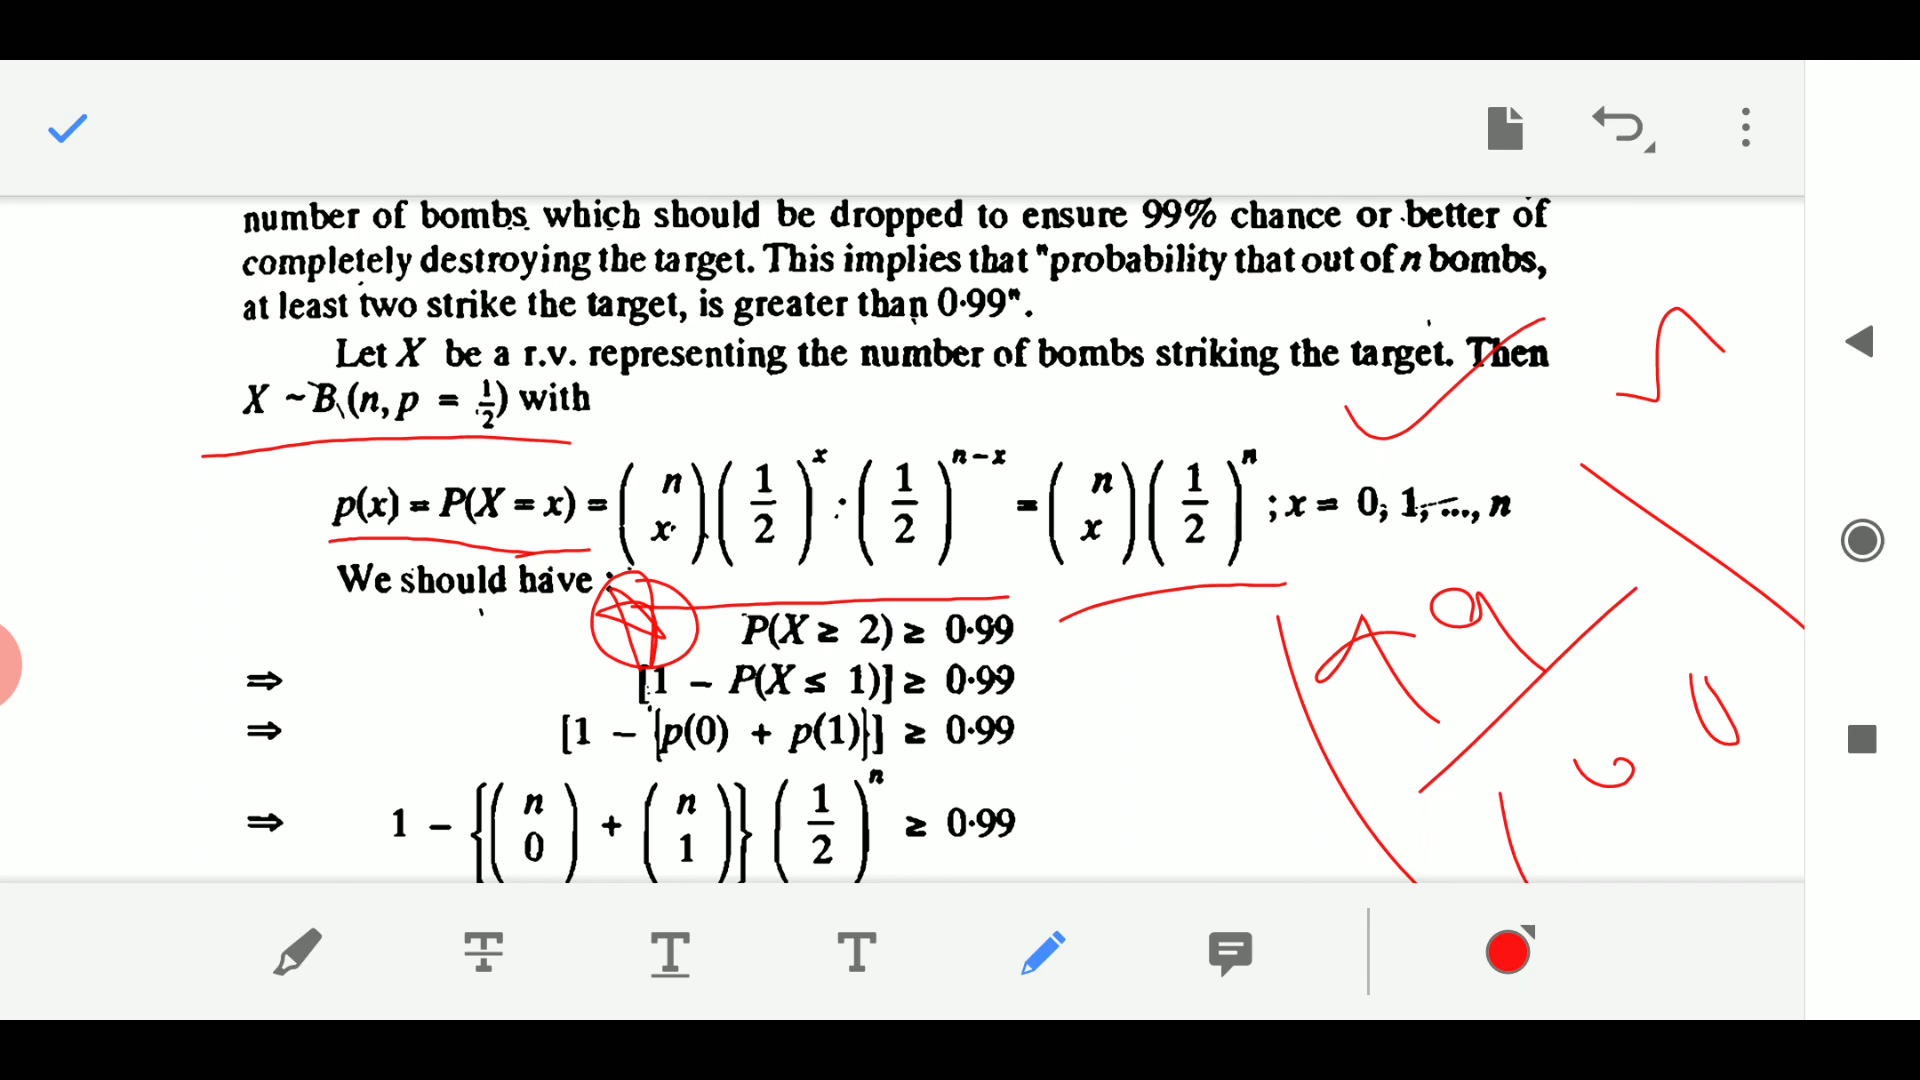 number of bombs which should be dropped to ensure 99% chance or better of
completely destroying the target. This implies that "probability that out of n bombs,
at least two strike the target, is greater than 0·99".
Let X be a r.v. representing the number of bombs striking the target. Then
X ~ B (n, p = 1/2) with
p(x) = P(X = x) = (n x) (1/2)^x · (1/2)^(n-x) = (n x) (1/2)^n ; x = 0, 1, ..., n
We should have :
P(X ≥ 2) ≥ 0·99
⇒ [1 - P(X ≤ 1)] ≥ 0·99
⇒ [1 - {p(0) + p(1)}] ≥ 0·99
⇒ 1 - {(n 0) + (n 1)} (1/2)^n ≥ 0·99